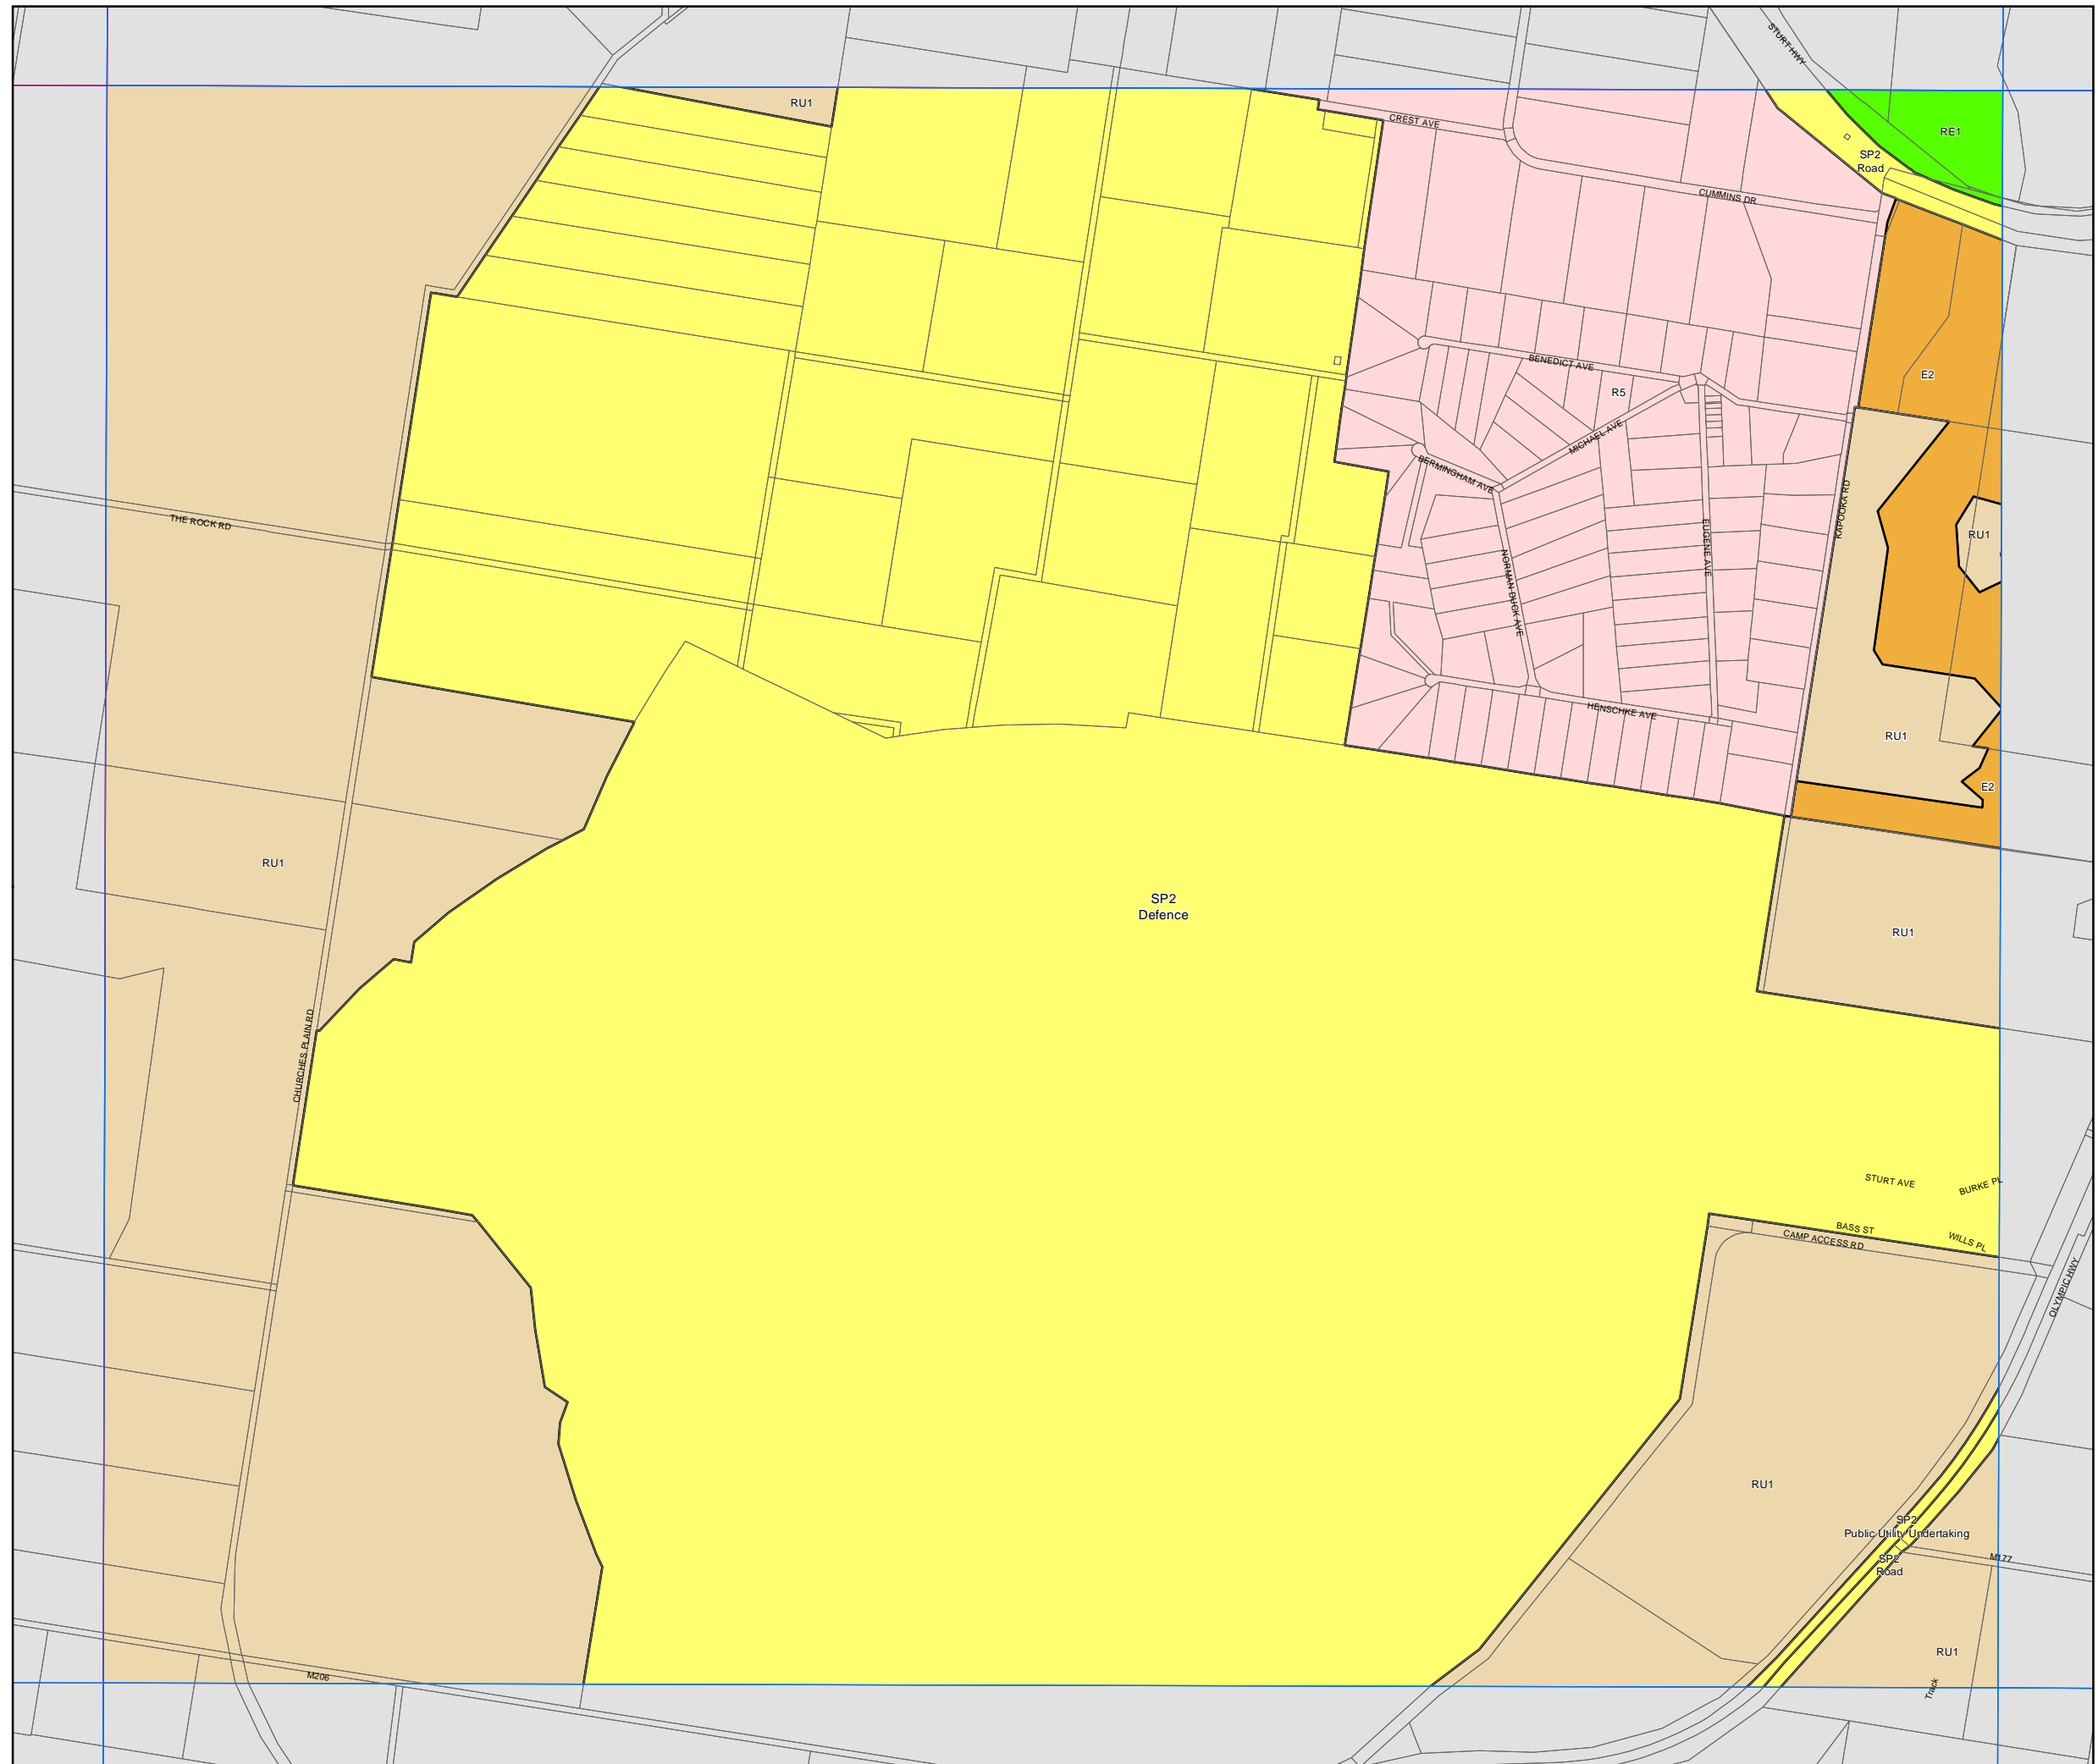 STURT HWY
RU1
CREST AVE
RE1
SP2
Road
CUMMINS DR
BENEDICT AVE
E2
R5
MICHAEL AVE
BERMINGHAM AVE
KAPOOKA RD
THE ROCK RD
EUGENE AVE
RU1
NORMAN DUCK AVE
HENSCHKE AVE
RU1
E2
RU1
SP2
Defence
RU1
CHURCHES PLAIN RD
STURT AVE
BURKE PL
BASS ST
WILLS PL
CAMP ACCESS RD
OLYMPIC HWY
RU1
SP2
Public Utility Undertaking
SP2
Road
M177
RU1
M206
Track